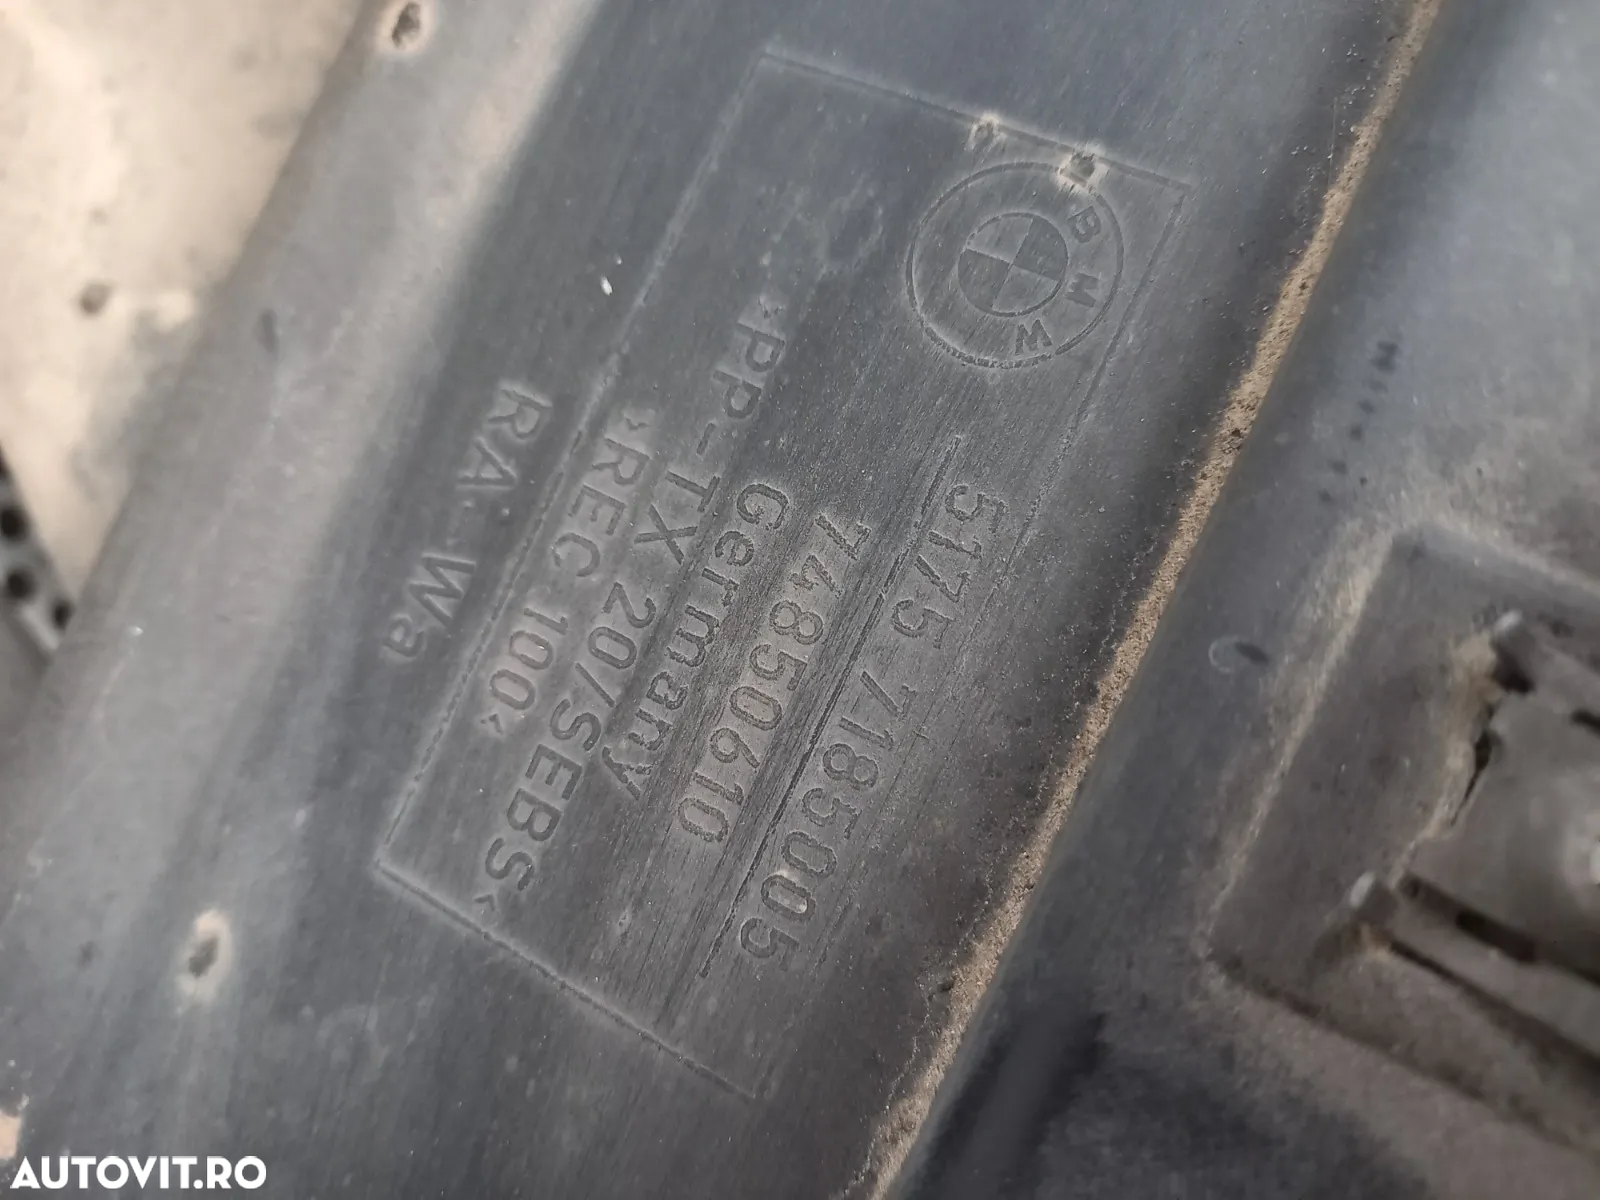 BMW
5175 7185005
74850610
Germany
>PP-TX 20/SEBS<
>REC 100<
RA-Wa
AUTOVIT.RO